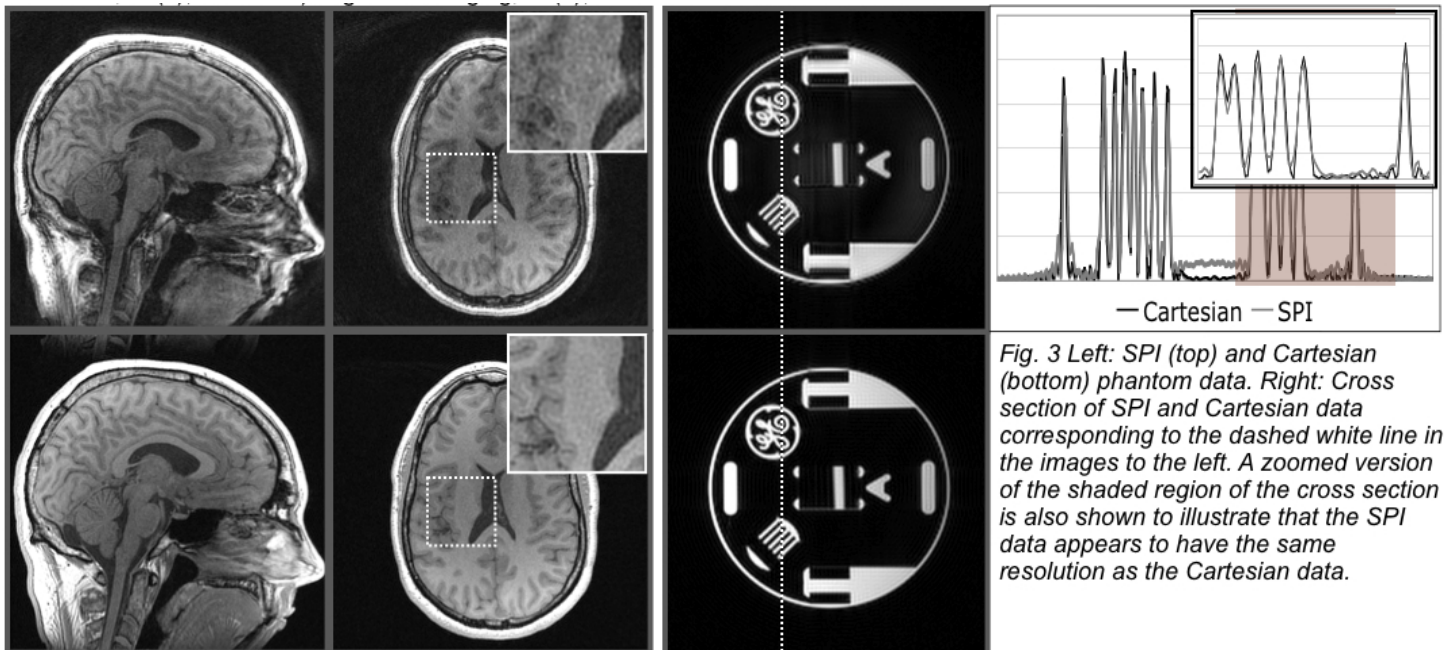 Cartesian SPI
Fig. 3 Left: SPI (top) and Cartesian
(bottom) phantom data. Right: Cross
section of SPI and Cartesian data
corresponding to the dashed white line in
the images to the left. A zoomed version
of the shaded region of the cross section
is also shown to illustrate that the SPI
data appears to have the same
resolution as the Cartesian data.